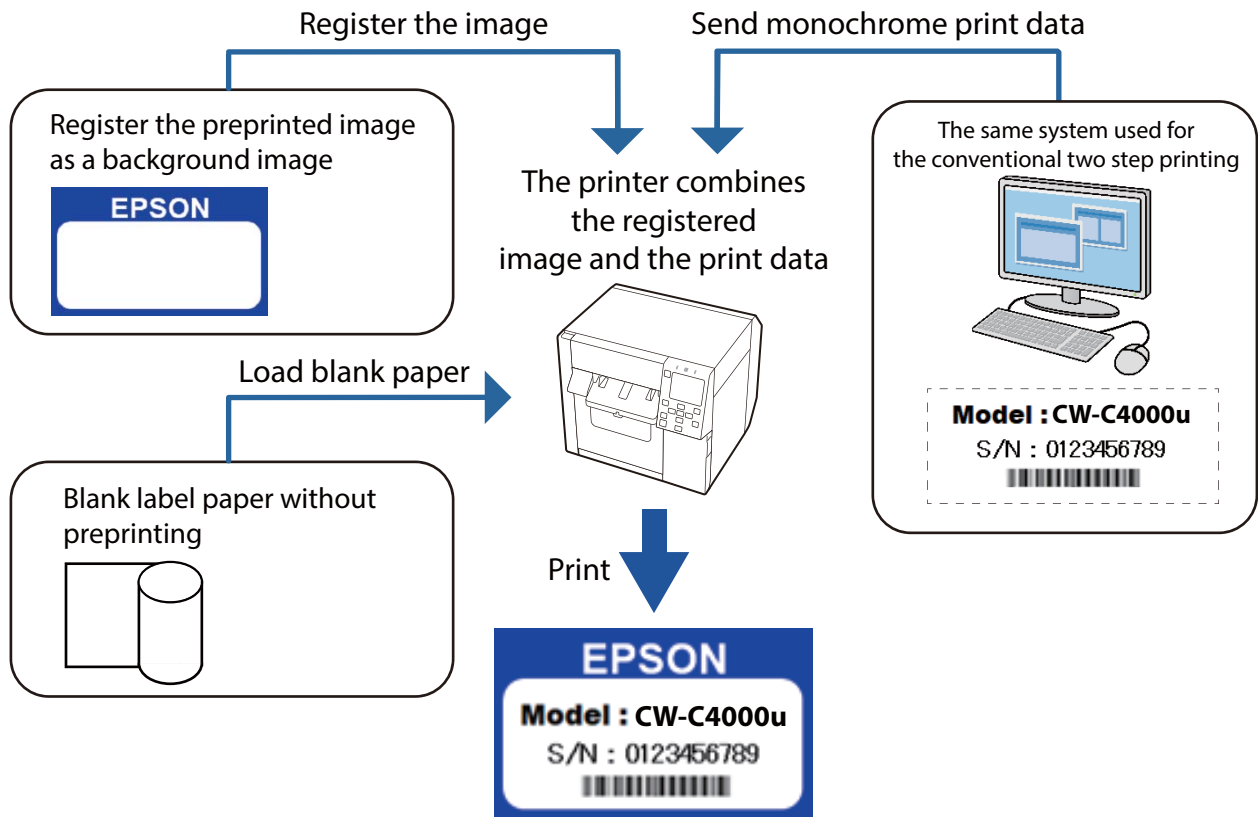 Register the image
Send monochrome print data
Register the preprinted image
as a background image
EPSON
The printer combines
the registered
image and the print data
The same system used for
the conventional two step printing
Model : CW-C4000u
S/N : 0123456789
Load blank paper
Blank label paper without
preprinting
Print
EPSON
Model : CW-C4000u
S/N : 0123456789